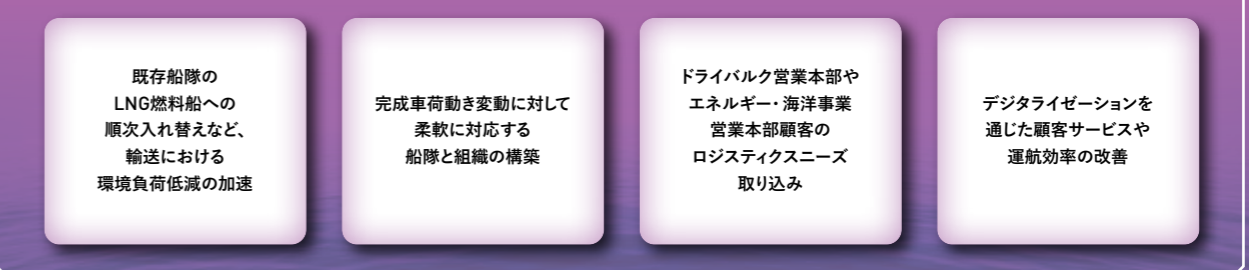 既存船隊の
LNG燃料船への
順次入れ替えなど、
輸送における
環境負荷低減の加速
完成車荷動き変動に対して
柔軟に対応する
船隊と組織の構築
ドライバルク営業本部や
エネルギー・海洋事業
営業本部顧客の
ロジスティクスニーズ
取り込み
デジタライゼーションを
通じた顧客サービスや
運航効率の改善